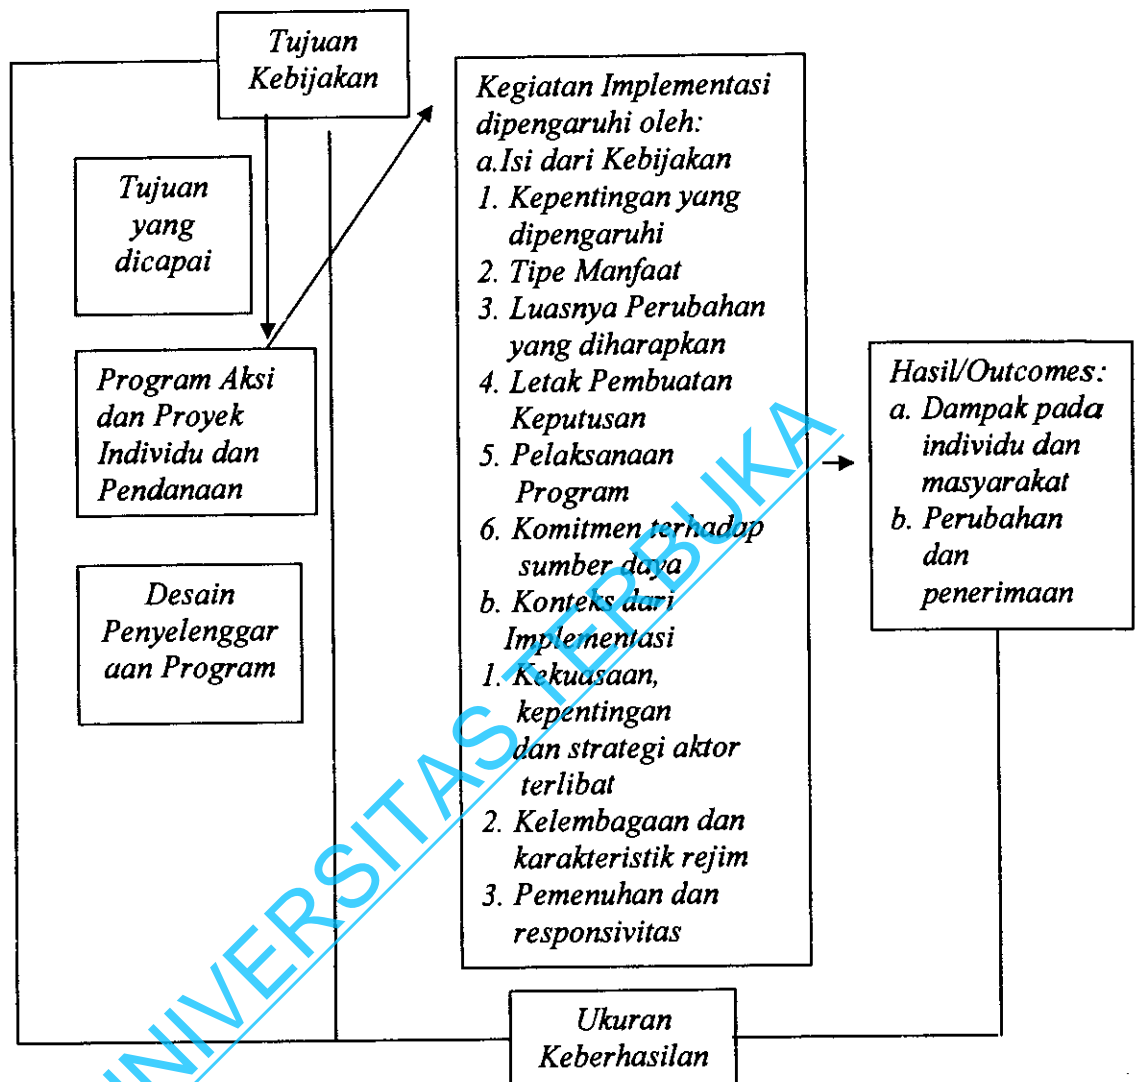 Tujuan
Kebijakan
Tujuan
yang
dicapai
Program Aksi
dan Proyek
Individu dan
Pendanaan
Desain
Penyelenggar
aan Program
Kegiatan Implementasi
dipengaruhi oleh:
a.Isi dari Kebijakan
1. Kepentingan yang
dipengaruhi
2. Tipe Manfaat
3. Luasnya Perubahan
yang diharapkan
4. Letak Pembuatan
Keputusan
5. Pelaksanaan
Program
6. Komitmen terhadap
sumber daya
b. Konteks dari
Implementasi
1. Kekuasaan,
kepentingan
dan strategi aktor
terlibat
2. Kelembagaan dan
karakteristik rejim
3. Pemenuhan dan
responsivitas
Hasil/Outcomes:
a. Dampak pada
individu dan
masyarakat
b. Perubahan
dan
penerimaan
Ukuran
Keberhasilan
NIVERSITAS TERBUKA